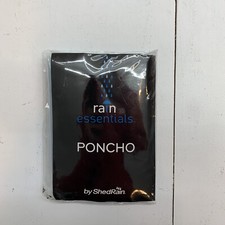 rain
essentials
PONCHO
by ShedRain